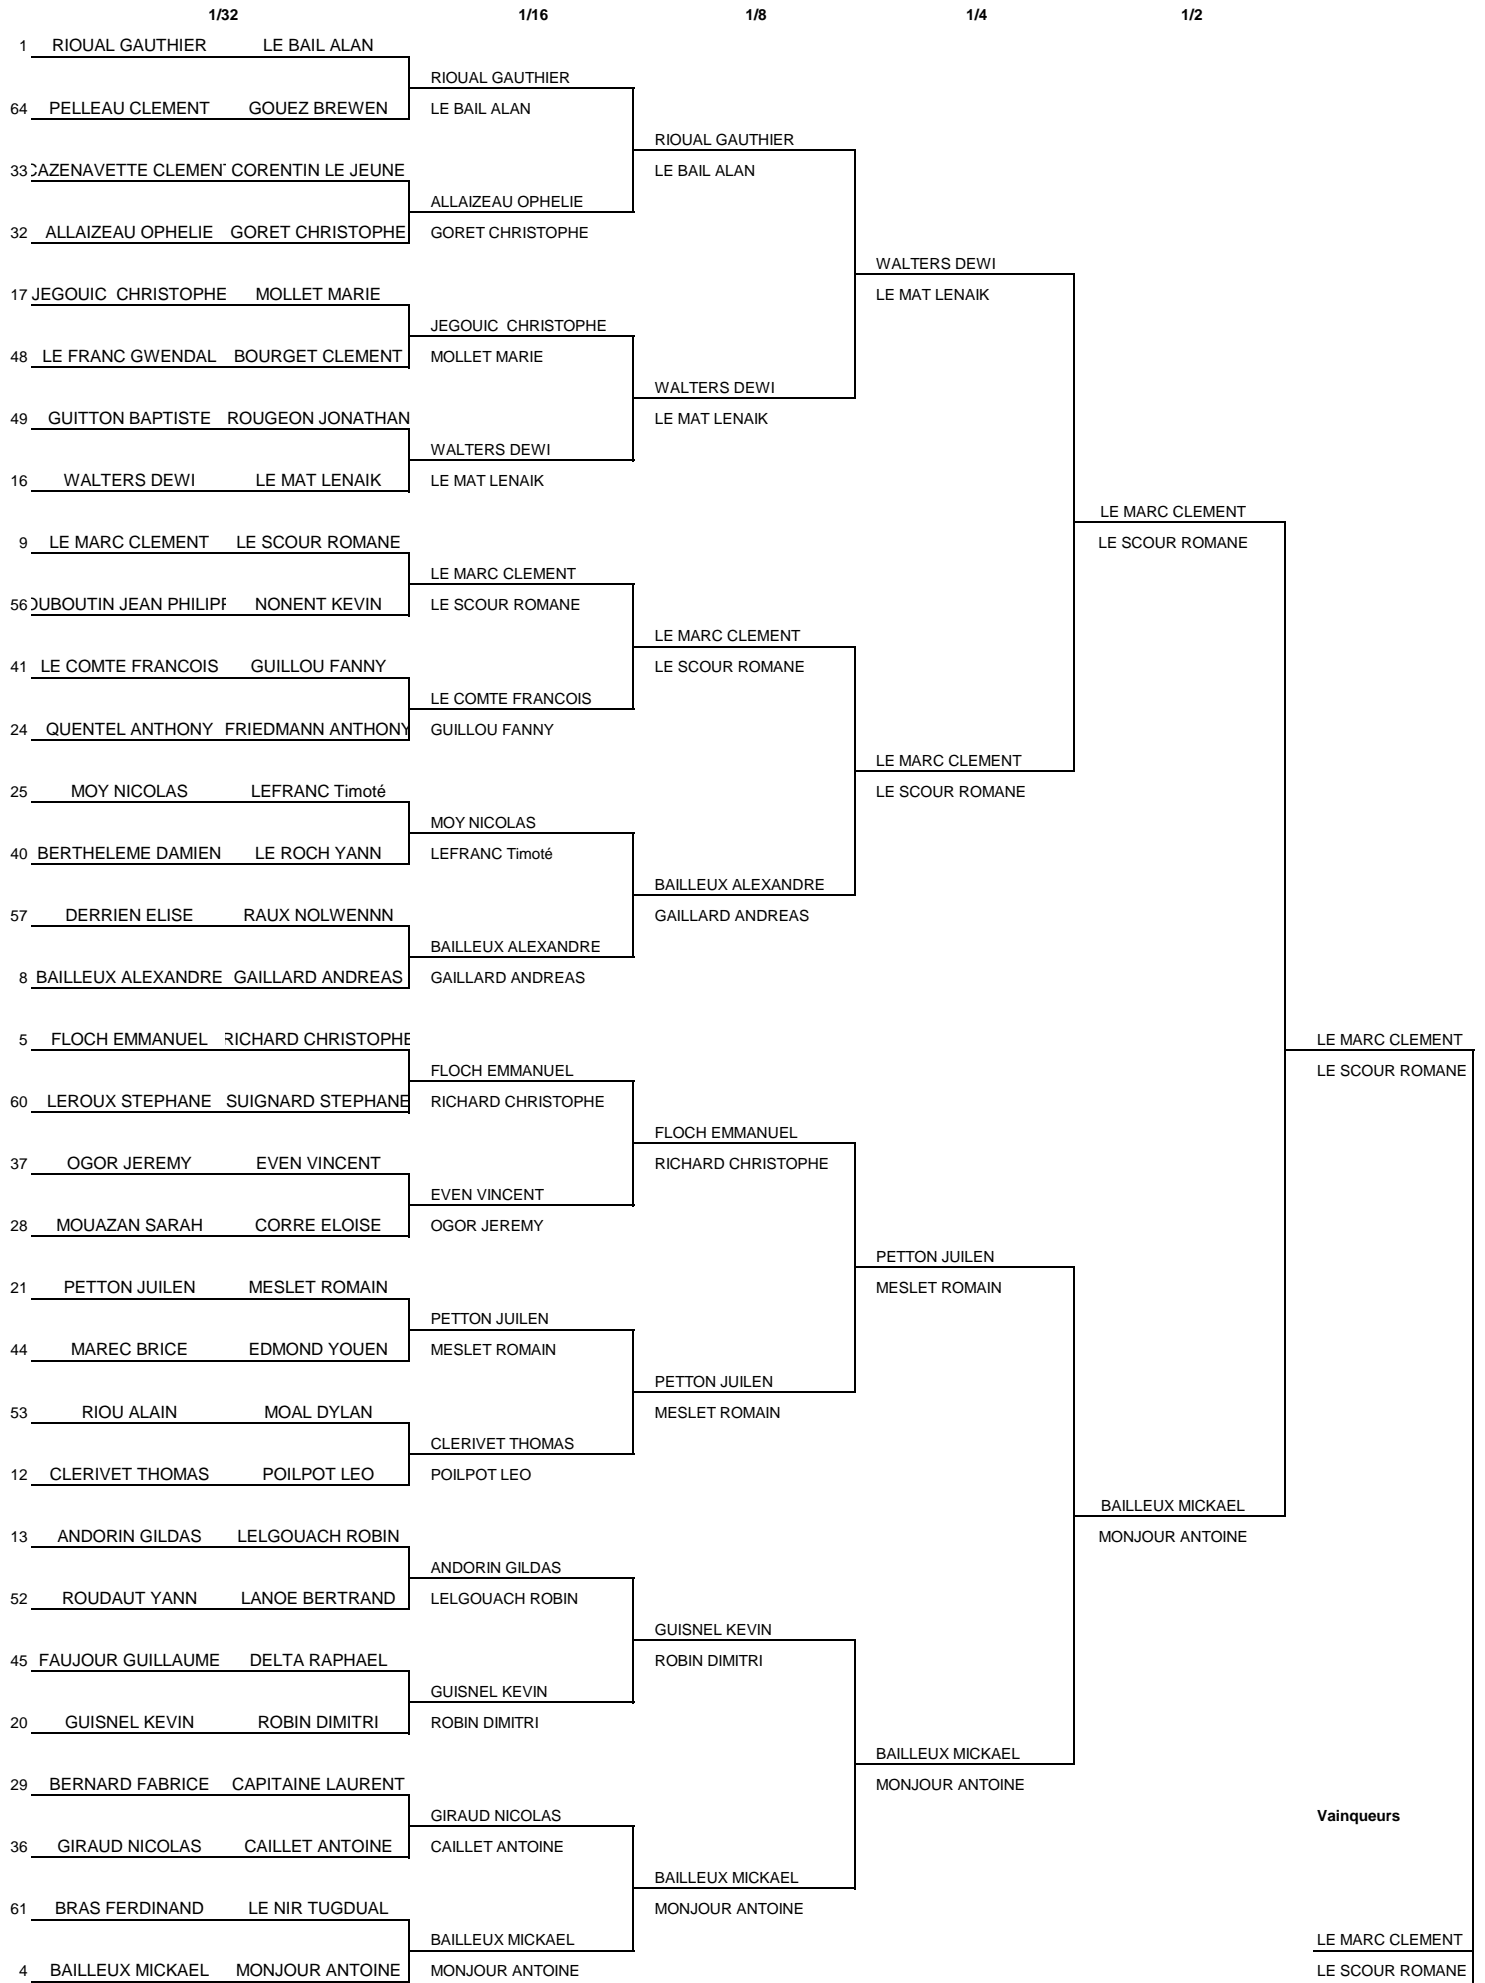 1/32 1/16 1/8 1/4 1/2
1 RIOUAL GAUTHIER LE BAIL ALAN
RIOUAL GAUTHIER
64 PELLEAU CLEMENT GOUEZ BREWEN LE BAIL ALAN
RIOUAL GAUTHIER
33 CAZENAVETTE CLEMENT CORENTIN LE JEUNE LE BAIL ALAN
ALLAIZEAU OPHELIE
32 ALLAIZEAU OPHELIE GORET CHRISTOPHE GORET CHRISTOPHE
WALTERS DEWI
17 JEGOUIC CHRISTOPHE MOLLET MARIE LE MAT LENAIK
JEGOUIC CHRISTOPHE
48 LE FRANC GWENDAL BOURGET CLEMENT MOLLET MARIE
WALTERS DEWI
49 GUITTON BAPTISTE ROUGEON JONATHAN LE MAT LENAIK
WALTERS DEWI
16 WALTERS DEWI LE MAT LENAIK LE MAT LENAIK
LE MARC CLEMENT
9 LE MARC CLEMENT LE SCOUR ROMANE LE SCOUR ROMANE
LE MARC CLEMENT
56 DUBOUTIN JEAN PHILIPP NONENT KEVIN LE SCOUR ROMANE
LE MARC CLEMENT
41 LE COMTE FRANCOIS GUILLOU FANNY LE SCOUR ROMANE
LE COMTE FRANCOIS
24 QUENTEL ANTHONY FRIEDMANN ANTHONY GUILLOU FANNY
LE MARC CLEMENT
25 MOY NICOLAS LEFRANC Timoté LE SCOUR ROMANE
MOY NICOLAS
40 BERTHELEME DAMIEN LE ROCH YANN LEFRANC Timoté
BAILLEUX ALEXANDRE
57 DERRIEN ELISE RAUX NOLWENNN GAILLARD ANDREAS
BAILLEUX ALEXANDRE
8 BAILLEUX ALEXANDRE GAILLARD ANDREAS GAILLARD ANDREAS
5 FLOCH EMMANUEL RICHARD CHRISTOPHE LE MARC CLEMENT
FLOCH EMMANUEL LE SCOUR ROMANE
60 LEROUX STEPHANE SUIGNARD STEPHANE RICHARD CHRISTOPHE
FLOCH EMMANUEL
37 OGOR JEREMY EVEN VINCENT RICHARD CHRISTOPHE
EVEN VINCENT
28 MOUAZAN SARAH CORRE ELOISE OGOR JEREMY
PETTON JUILEN
21 PETTON JUILEN MESLET ROMAIN MESLET ROMAIN
PETTON JUILEN
44 MAREC BRICE EDMOND YOUEN MESLET ROMAIN
PETTON JUILEN
53 RIOU ALAIN MOAL DYLAN MESLET ROMAIN
CLERIVET THOMAS
12 CLERIVET THOMAS POILPOT LEO POILPOT LEO
BAILLEUX MICKAEL
13 ANDORIN GILDAS LELGOUACH ROBIN MONJOUR ANTOINE
ANDORIN GILDAS
52 ROUDAUT YANN LANOE BERTRAND LELGOUACH ROBIN
GUISNEL KEVIN
45 FAUJOUR GUILLAUME DELTA RAPHAEL ROBIN DIMITRI
GUISNEL KEVIN
20 GUISNEL KEVIN ROBIN DIMITRI ROBIN DIMITRI
BAILLEUX MICKAEL
29 BERNARD FABRICE CAPITAINE LAURENT MONJOUR ANTOINE
GIRAUD NICOLAS Vainqueurs
36 GIRAUD NICOLAS CAILLET ANTOINE CAILLET ANTOINE
BAILLEUX MICKAEL
61 BRAS FERDINAND LE NIR TUGDUAL MONJOUR ANTOINE
BAILLEUX MICKAEL LE MARC CLEMENT
4 BAILLEUX MICKAEL MONJOUR ANTOINE MONJOUR ANTOINE LE SCOUR ROMANE